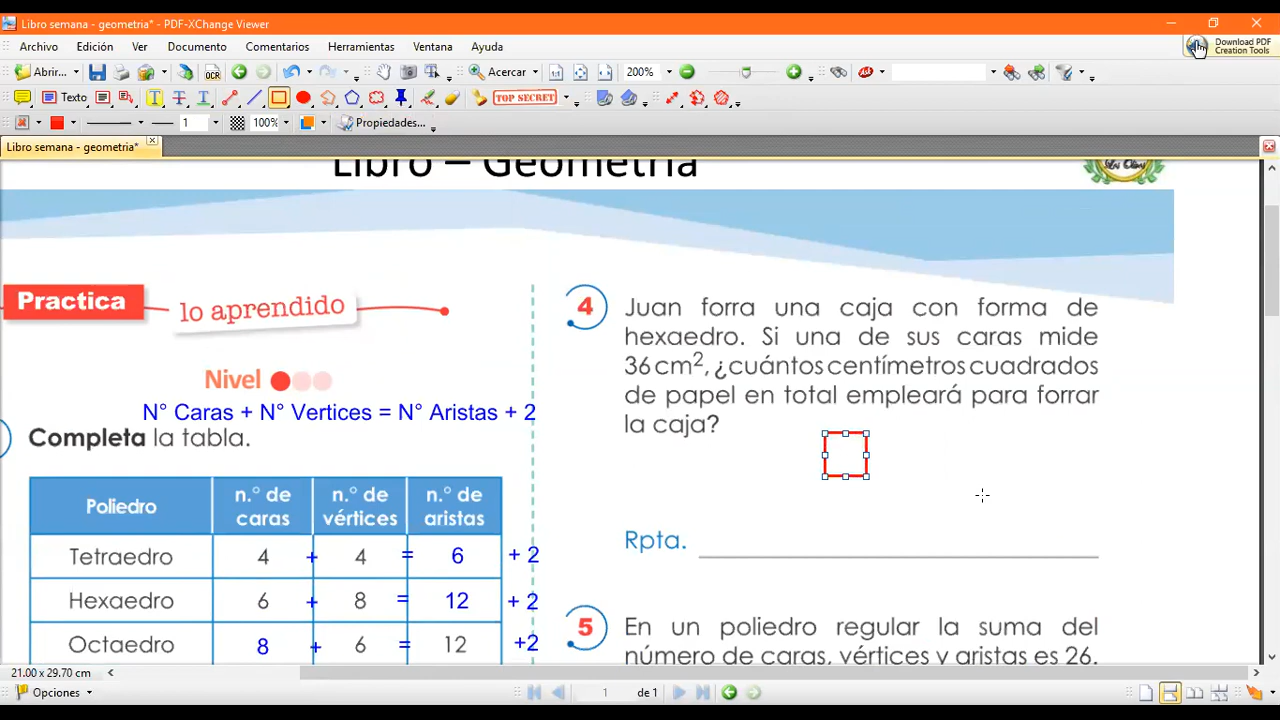 Libro semana - geometria* - PDF-XChange Viewer
Archivo Edición Ver Documento Comentarios Herramientas Ventana Ayuda
Download PDF Creation Tools
Abrir... OCR Acercar 200%
Texto TOP SECRET
1 100% Propiedades...
Libro semana - geometria*
Libro – Geometría
Practica lo aprendido
Nivel
N° Caras + N° Vertices = N° Aristas + 2
Completa la tabla.
Poliedro n.° de caras n.° de vértices n.° de aristas
Tetraedro 4 + 4 = 6 + 2
Hexaedro 6 + 8 = 12 + 2
Octaedro 8 + 6 = 12 +2
4 Juan forra una caja con forma de
hexaedro. Si una de sus caras mide
36 cm², ¿cuántos centímetros cuadrados
de papel en total empleará para forrar
la caja?
Rpta.
5 En un poliedro regular la suma del
número de caras, vértices y aristas es 26.
21.00 x 29.70 cm
Opciones 1 de 1